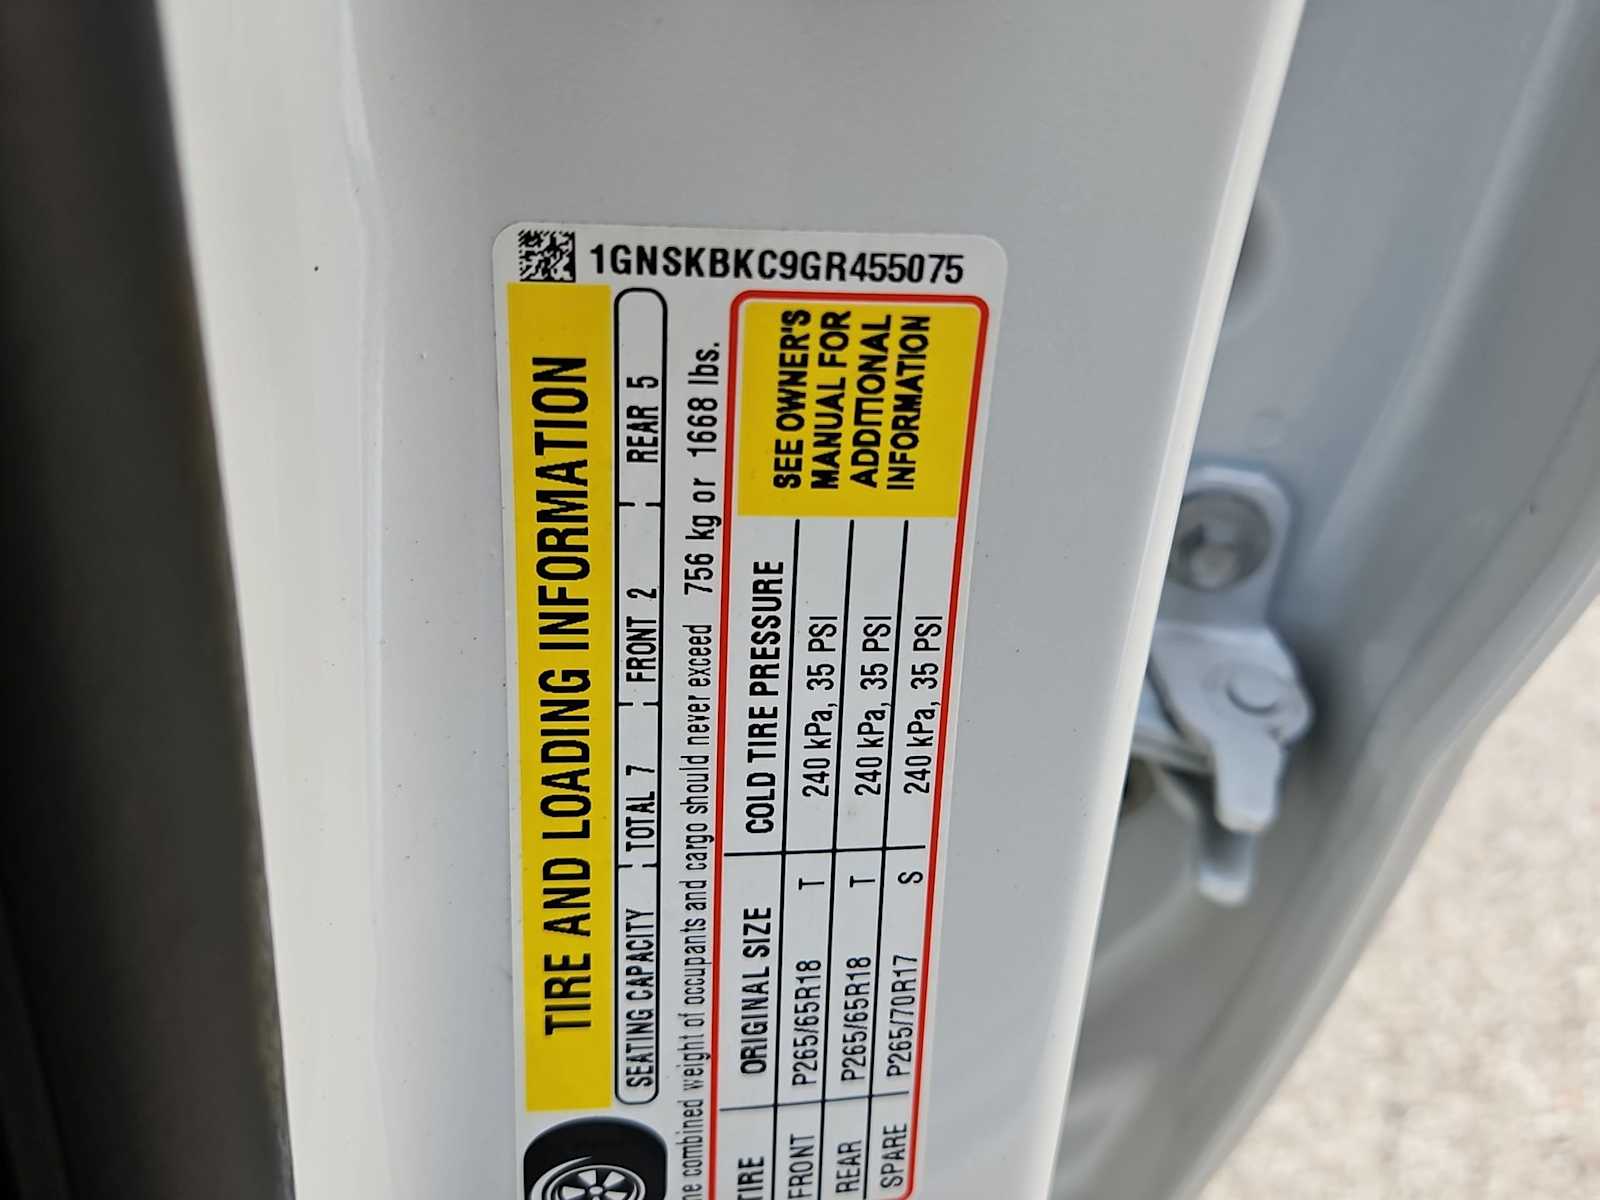 1GNSKBKC9GR455075
TIRE AND LOADING INFORMATION
SEATING CAPACITY TOTAL 7 FRONT 2 REAR 5
combined weight of occupants and cargo should never exceed 756 kg or 1668 lbs.
TIRE ORIGINAL SIZE COLD TIRE PRESSURE
FRONT P265/65R18 T 240 kPa, 35 PSI
REAR P265/65R18 T 240 kPa, 35 PSI
SPARE P265/70R17 S 240 kPa, 35 PSI
SEE OWNER'S
MANUAL FOR
ADDITIONAL
INFORMATION